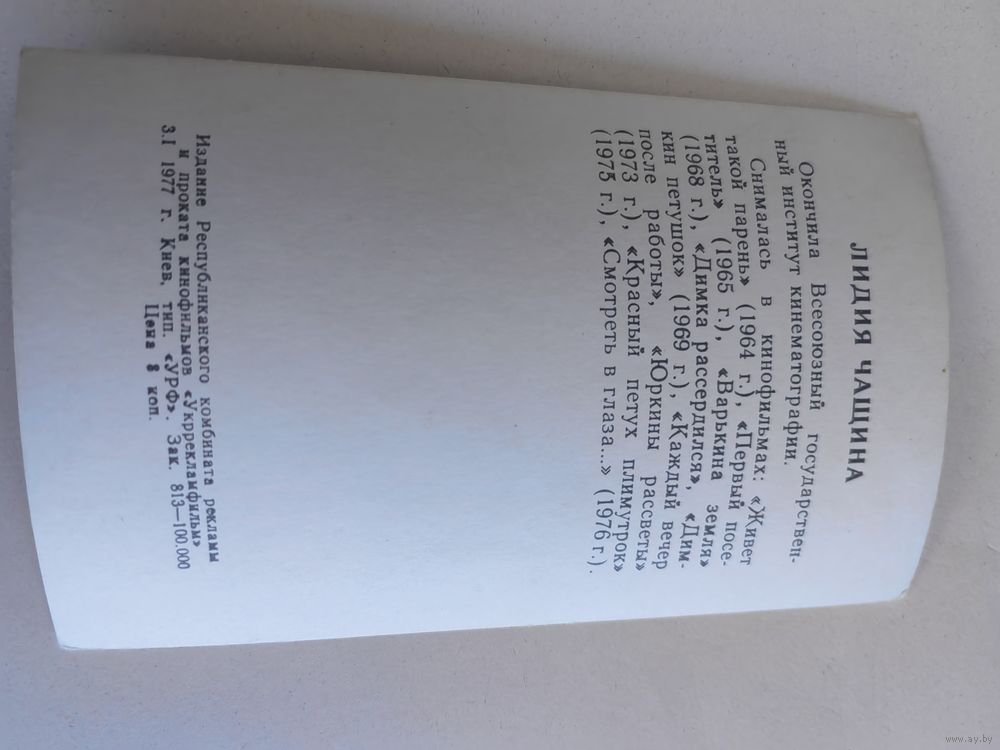 ЛИДИЯ ЧАЩИНА
Окончила Всесоюзный государствен-
ный институт кинематографии.
Снималась в кинофильмах: «Живет
такой парень» (1964 г.), «Первый посе-
титель» (1965 г.), «Варькина земля»
(1968 г.), «Димка рассердился», «Дим-
кин петушок» (1969 г.), «Каждый вечер
после работы», «Юркины рассветы»
(1973 г.), «Красный петух плимутрок»
(1975 г.), «Смотреть в глаза...» (1976 г.).
Издание Республиканского комбината рекламы
и проката кинофильмов «Укррекламфильм»
3.I 1977 г. Киев, тип. «УРФ». Зак. 813—100.000
Цена 8 коп.
www.ay.by